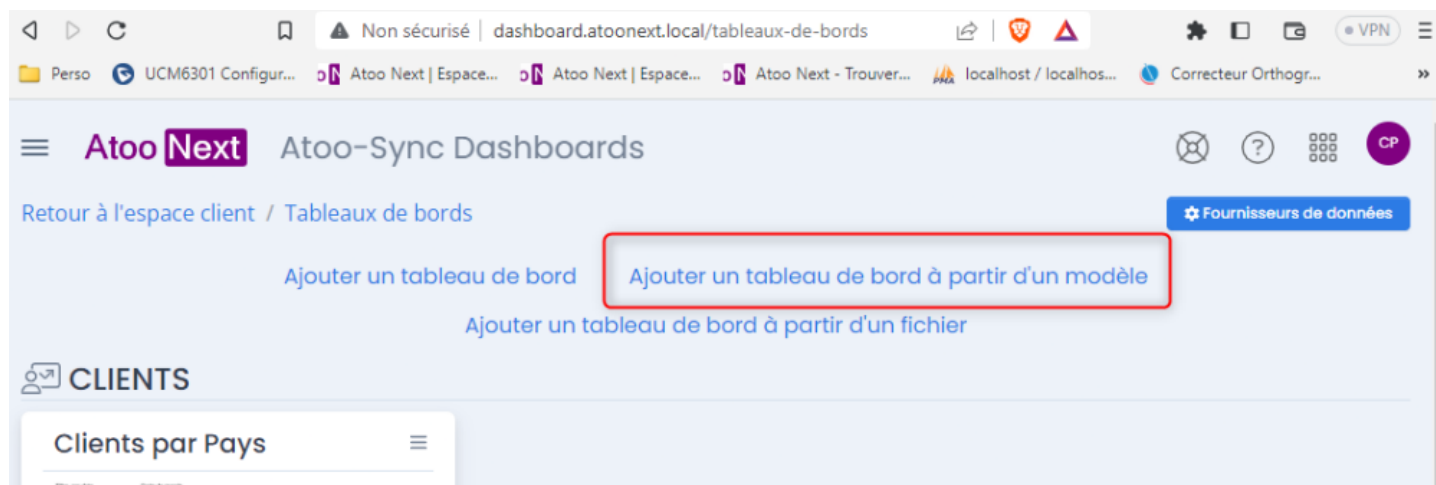 Non sécurisé | dashboard.atoonext.local/tableaux-de-bords VPN
Perso UCM6301 Configur... Atoo Next | Espace... Atoo Next | Espace... Atoo Next - Trouver... localhost / localhos... Correcteur Orthogr... »
Atoo Next Atoo-Sync Dashboards ? CP
Retour à l'espace client / Tableaux de bords Fournisseurs de données
Ajouter un tableau de bord Ajouter un tableau de bord à partir d'un modèle
Ajouter un tableau de bord à partir d'un fichier
CLIENTS
Clients par Pays